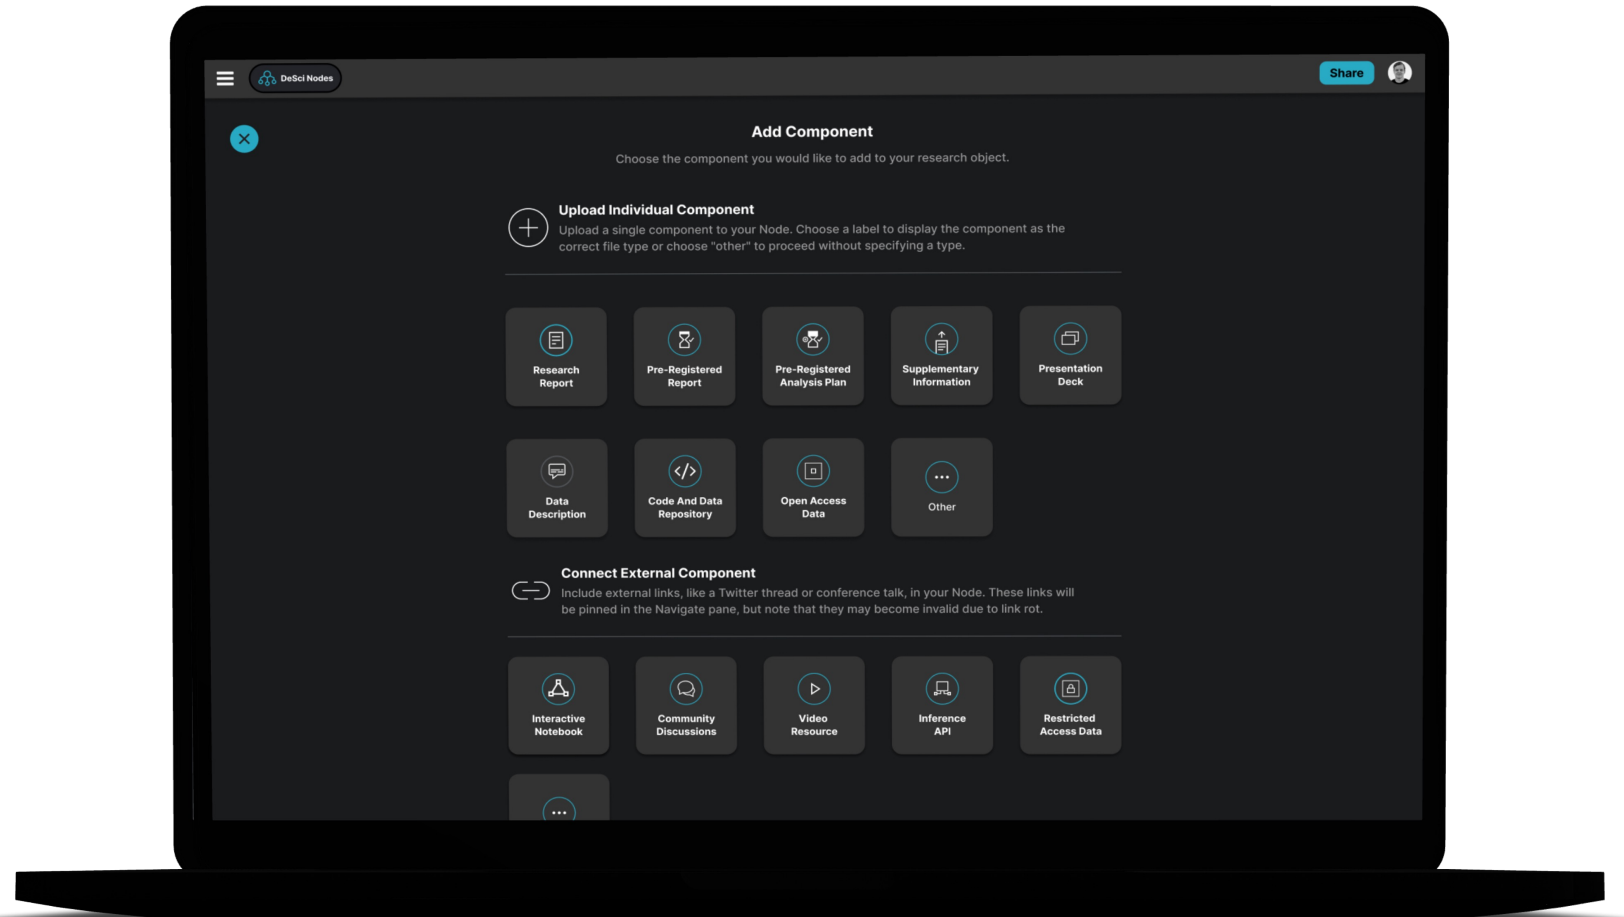 DeSci Nodes
Share
Add Component
Choose the component you would like to add to your research object.
Upload Individual Component
Upload a single component to your Node. Choose a label to display the component as the
correct file type or choose "other" to proceed without specifying a type.
Research
Report
Pre-Registered
Report
Pre-Registered
Analysis Plan
Supplementary
Information
Presentation
Deck
Data
Description
Code And Data
Repository
Open Access
Data
Other
Connect External Component
Include external links, like a Twitter thread or conference talk, in your Node. These links will
be pinned in the Navigate pane, but note that they may become invalid due to link rot.
Interactive
Notebook
Community
Discussions
Video
Resource
Inference
API
Restricted
Access Data